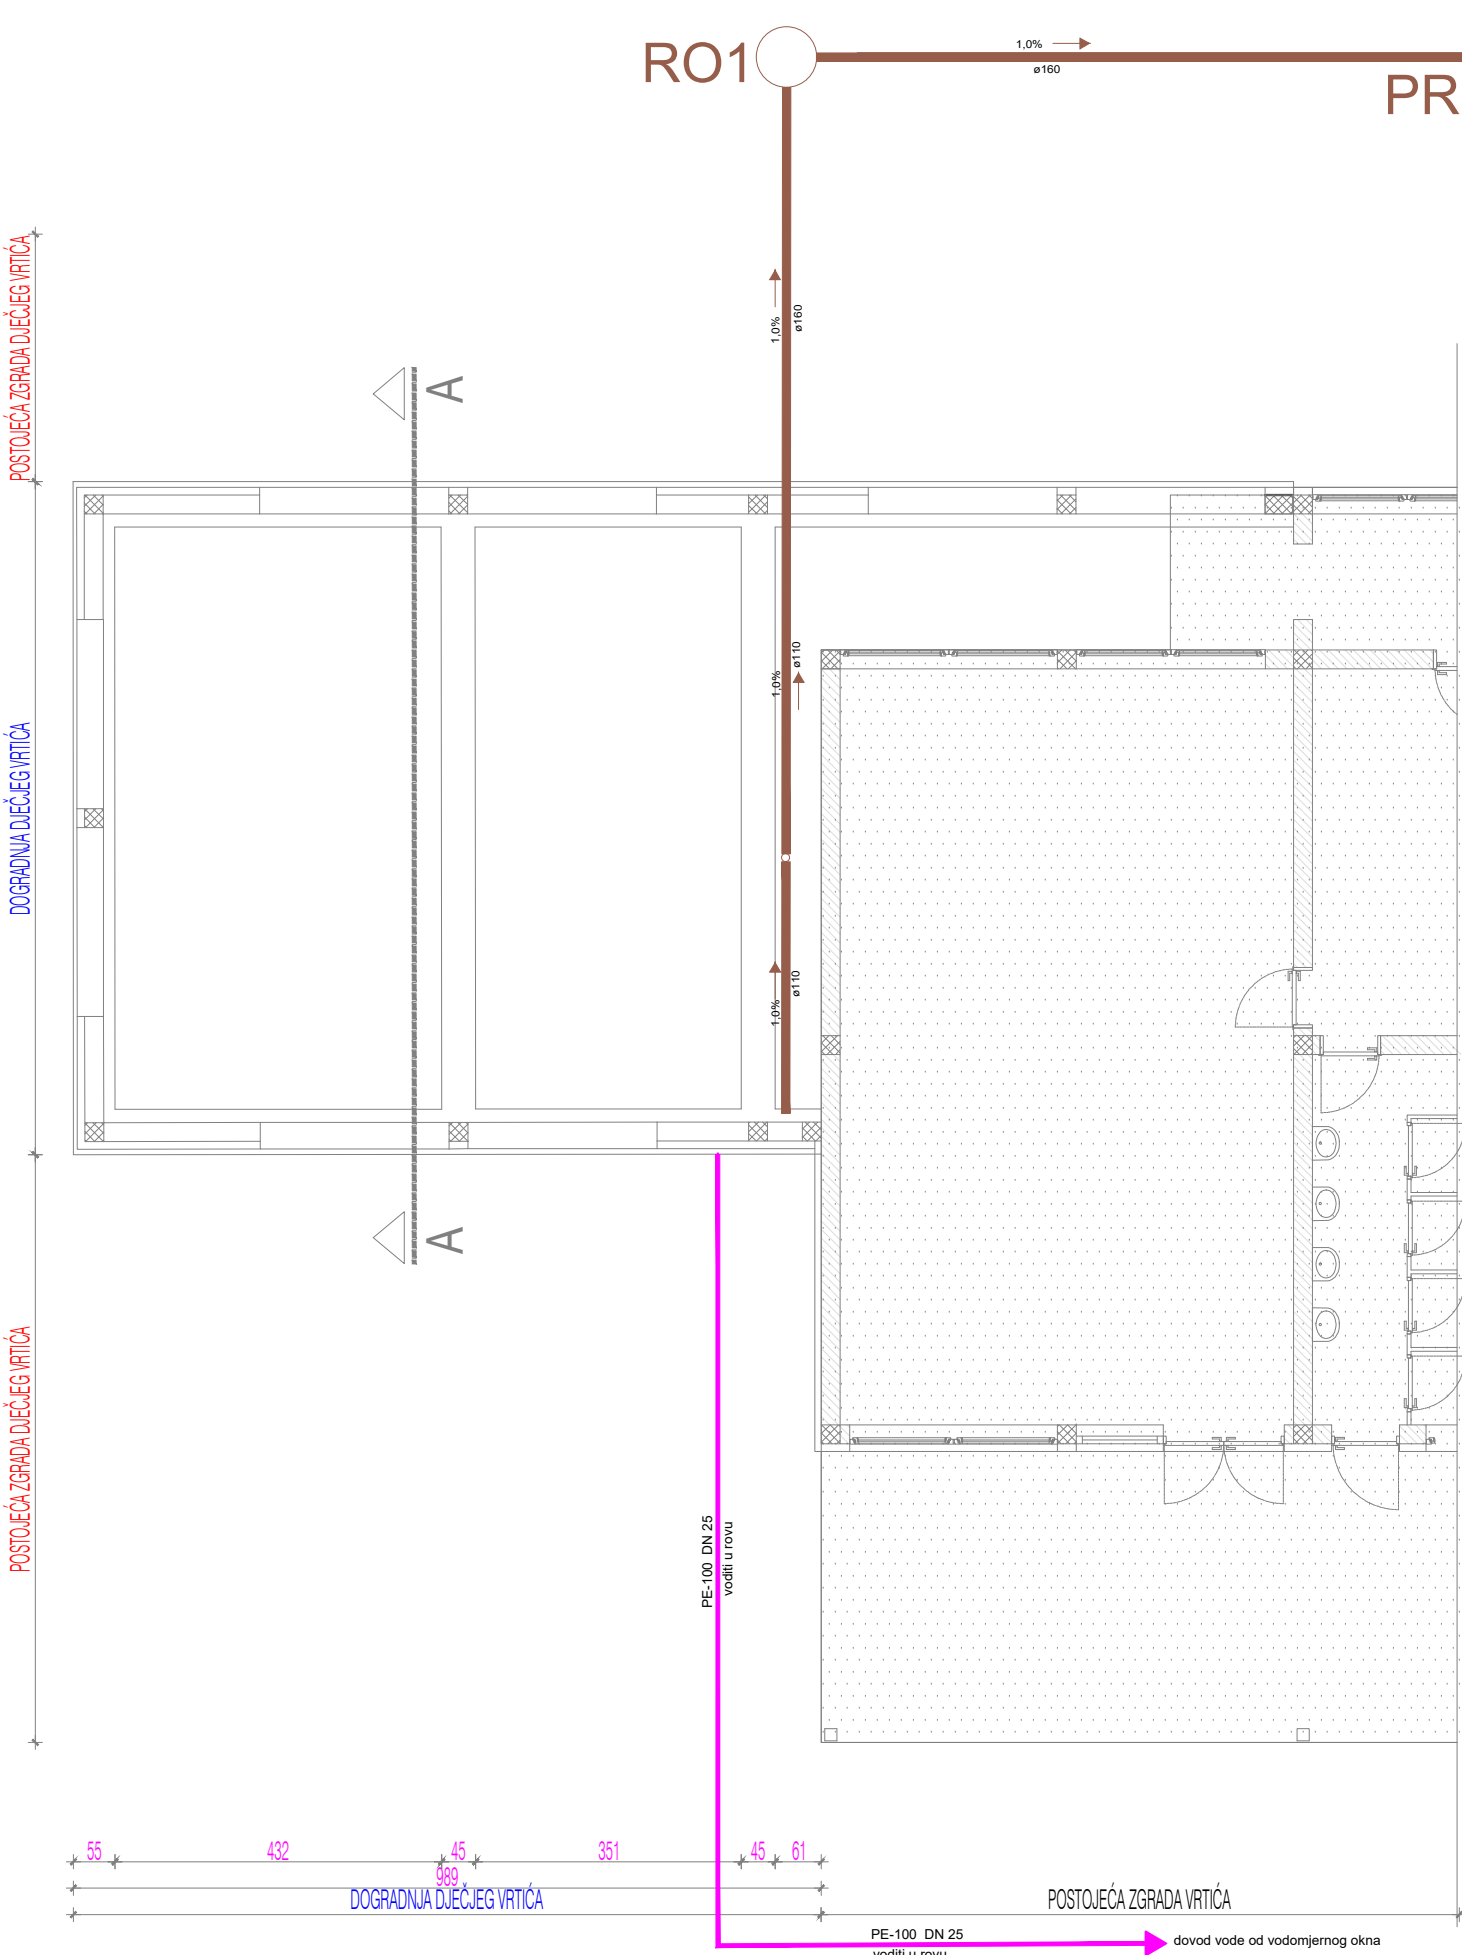 RO1
1,0%
ø160
PR
POSTOJEĆA ZGRADA DJEČJEG VRTIĆA
1,0%
ø160
A
DOGRADNJA DJEČJEG VRTIĆA
1,0%
ø110
1,0%
ø110
A
POSTOJEĆA ZGRADA DJEČJEG VRTIĆA
PE-100 DN 25
voditi u rovu
55
432
45
351
45
61
989
DOGRADNJA DJEČJEG VRTIĆA
POSTOJEĆA ZGRADA VRTIĆA
PE-100 DN 25
voditi u rovu
dovod vode od vodomjernog okna